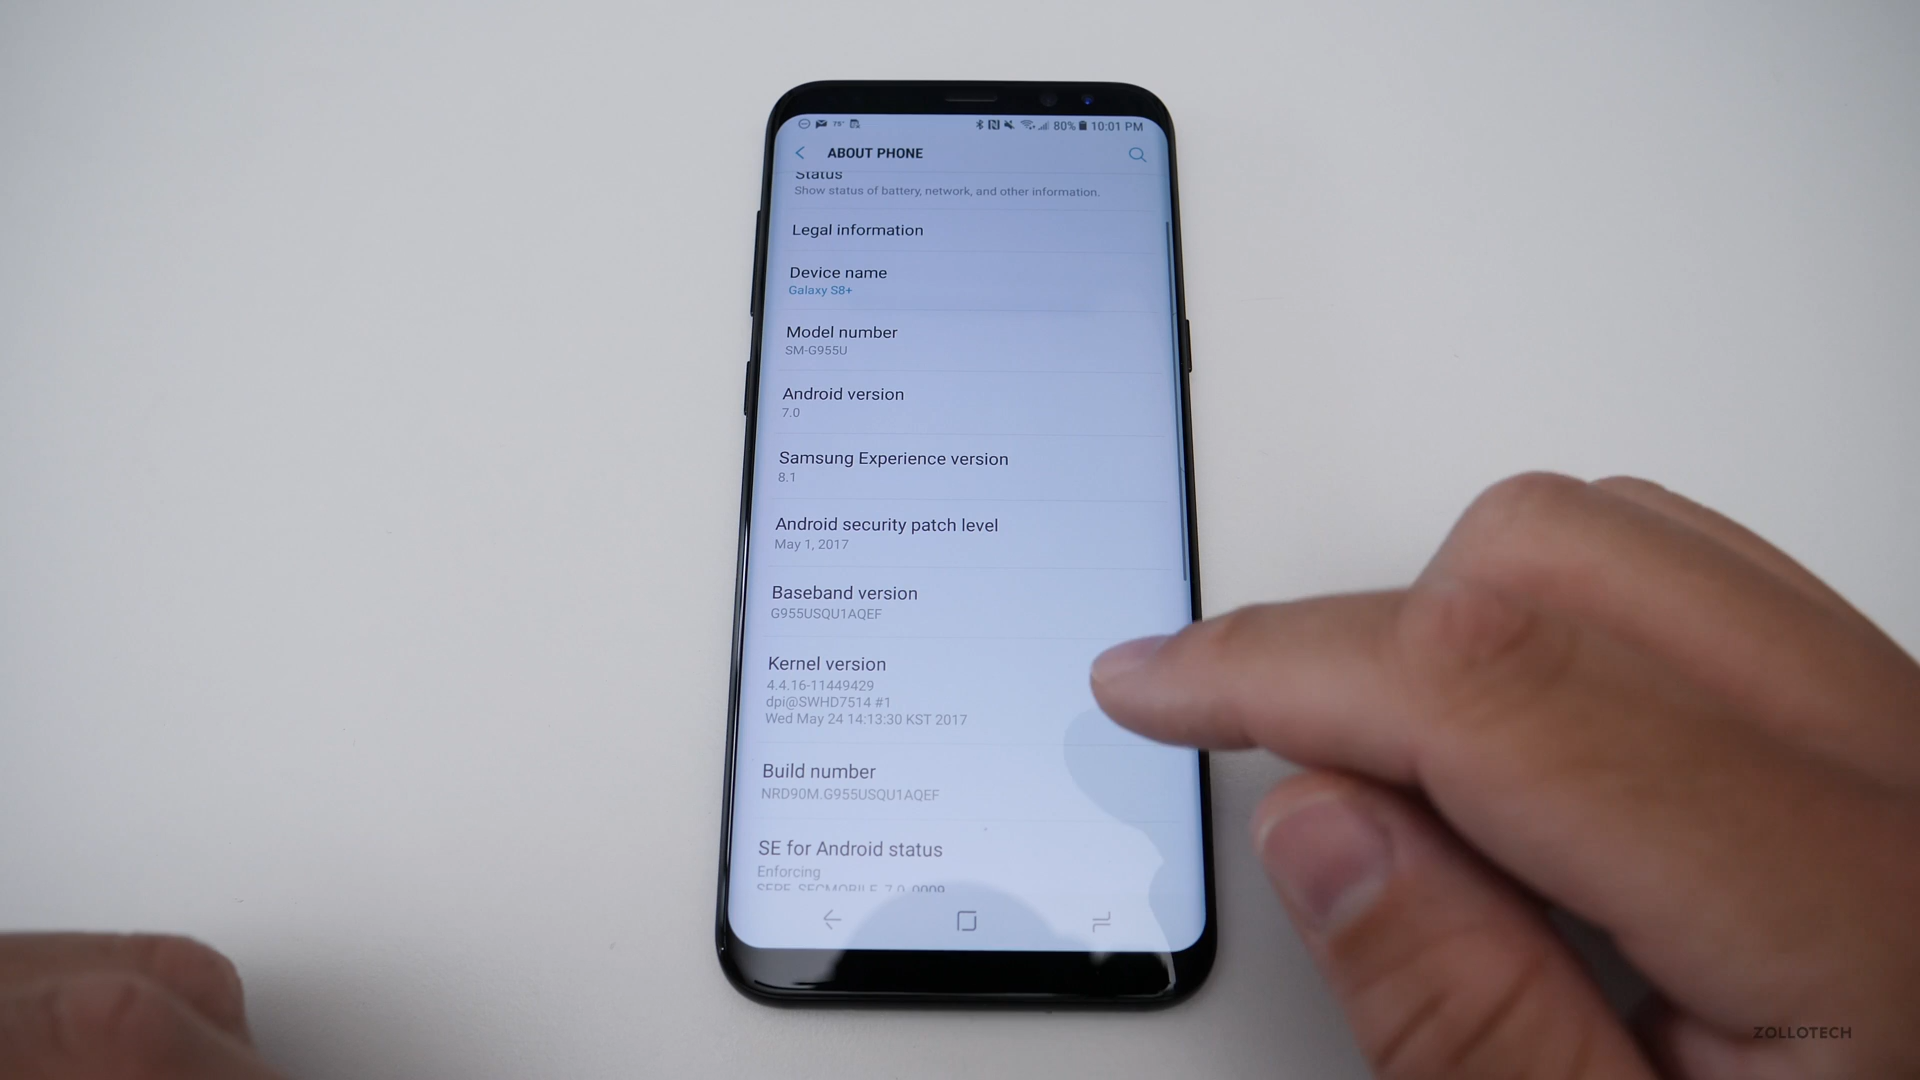 75° 80% 10:01 PM
ABOUT PHONE
Status
Show status of battery, network, and other information.
Legal information
Device name
Galaxy S8+
Model number
SM-G955U
Android version
7.0
Samsung Experience version
8.1
Android security patch level
May 1, 2017
Baseband version
G955USQU1AQEF
Kernel version
4.4.16-11449429
dpi@SWHD7514 #1
Wed May 24 14:13:30 KST 2017
Build number
NRD90M.G955USQU1AQEF
SE for Android status
Enforcing
SEPF_SECMOBILE_7.0_0009
ZOLLOTECH